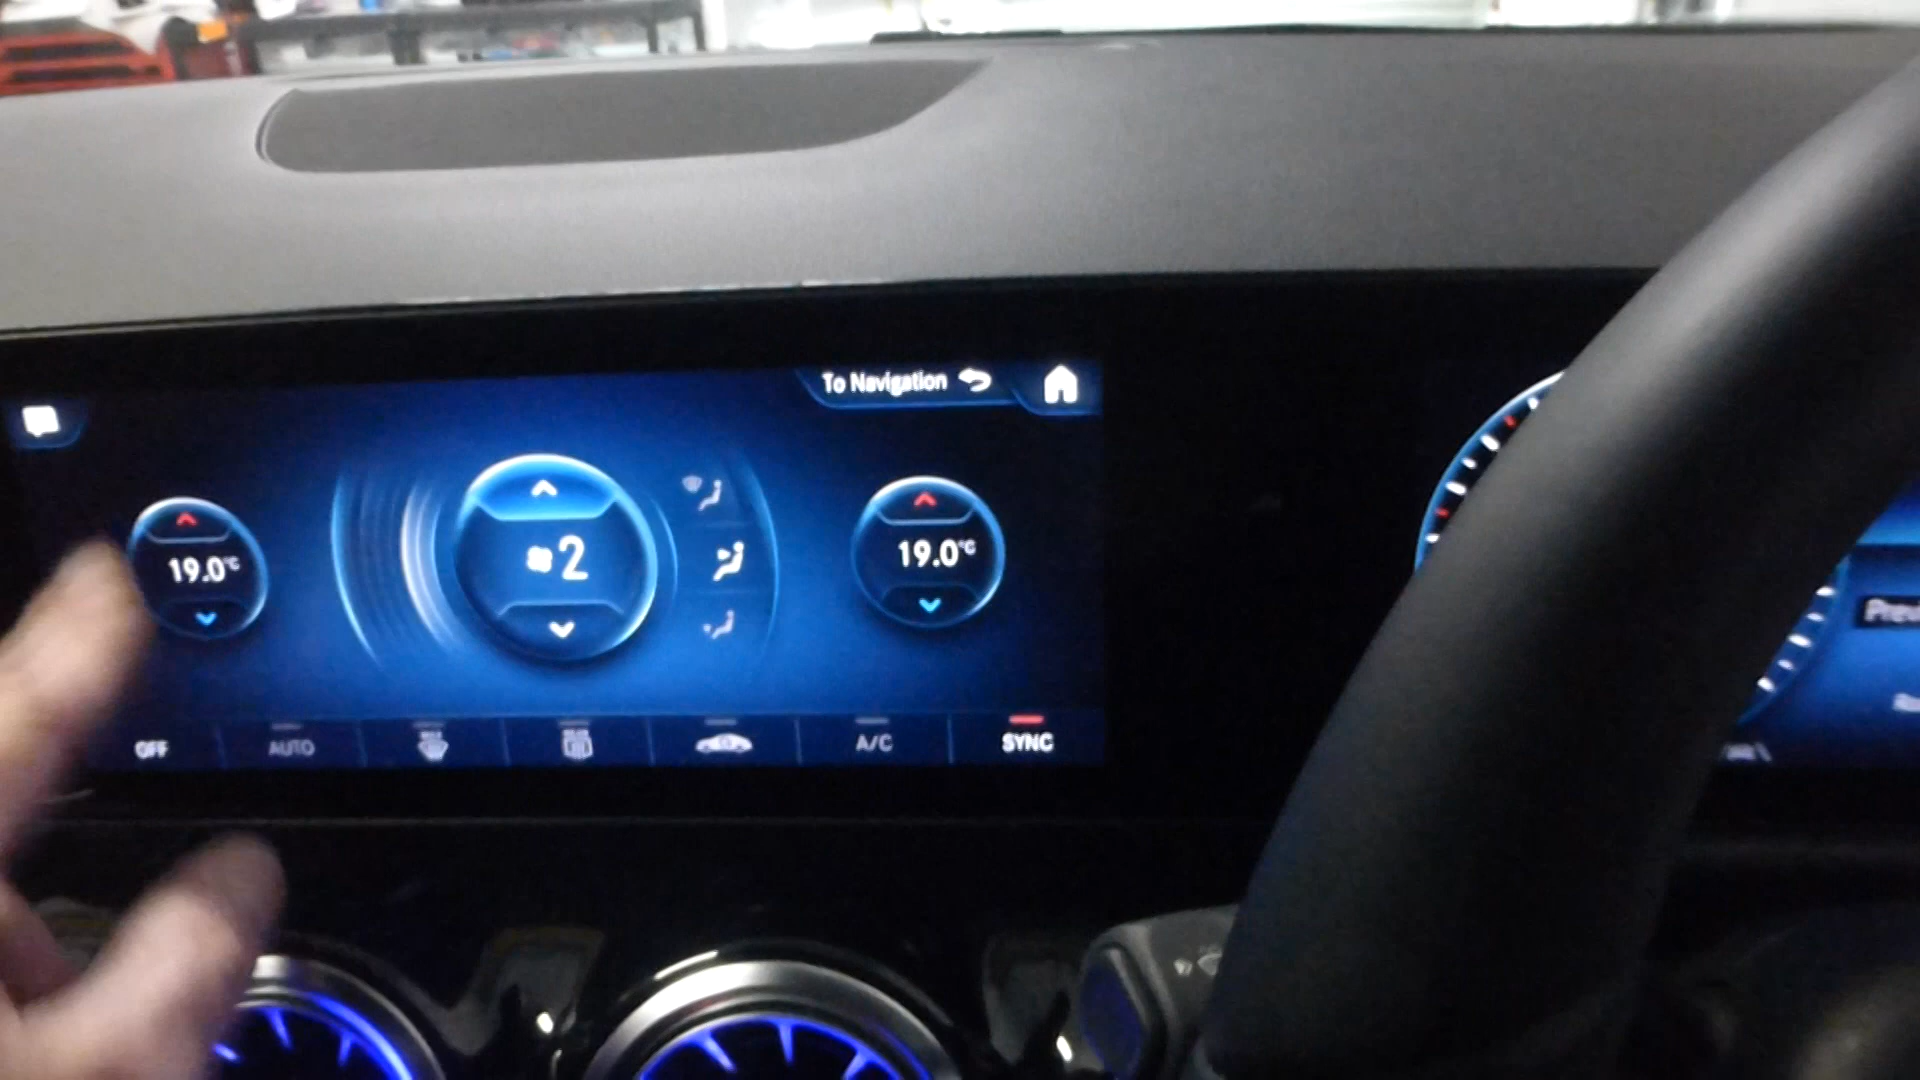 To Navigation
19.0°C
2
19.0°C
OFF
AUTO
A/C
SYNC